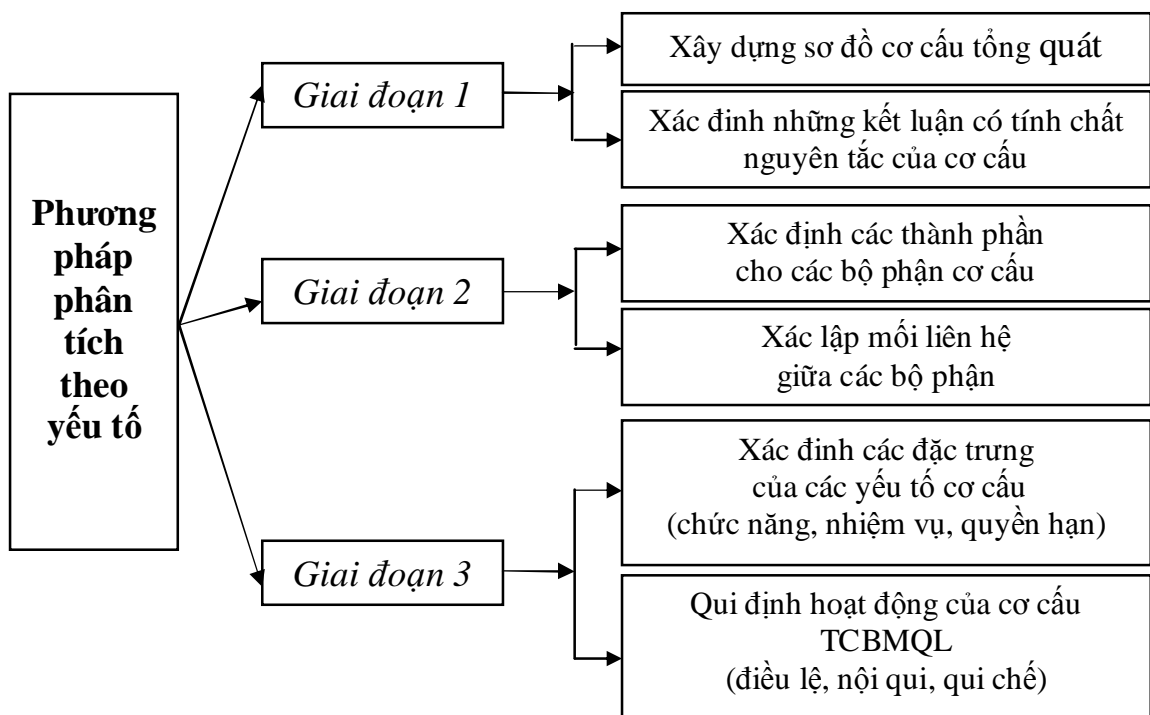 Phương
pháp
phân
tích
theo
yếu tố
Giai đoạn 1
Xây dựng sơ đồ cơ cấu tổng quát
Xác đinh những kết luận có tính chất
nguyên tắc của cơ cấu
Giai đoạn 2
Xác định các thành phần
cho các bộ phận cơ cấu
Xác lập mối liên hệ
giữa các bộ phận
Giai đoạn 3
Xác đinh các đặc trưng
của các yếu tố cơ cấu
(chức năng, nhiệm vụ, quyền hạn)
Qui định hoạt động của cơ cấu
TCBMQL
(điều lệ, nội qui, qui chế)